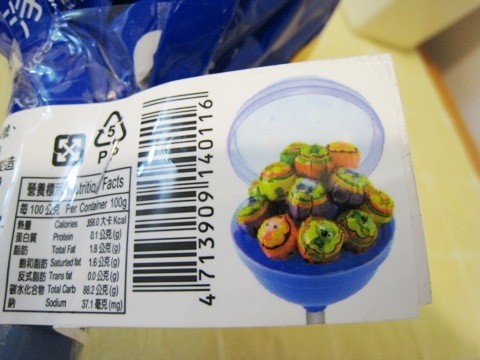 淨
造
5
PP
營養標示 Nutrition Facts
每 100 公克 Per Container 100g
熱量 Calories 358.0 大卡 Kcal
蛋白質 Protein 0.1 公克(g)
脂肪 Total Fat 1.8 公克(g)
飽和脂肪 Saturted fat 1.6 公克(g)
反式脂肪 Trans fat 0.0 公克(g)
碳水化合物 Total Carb 88.2 公克(g)
鈉 Sodium 37.1 毫克(mg)
4 713909 140116